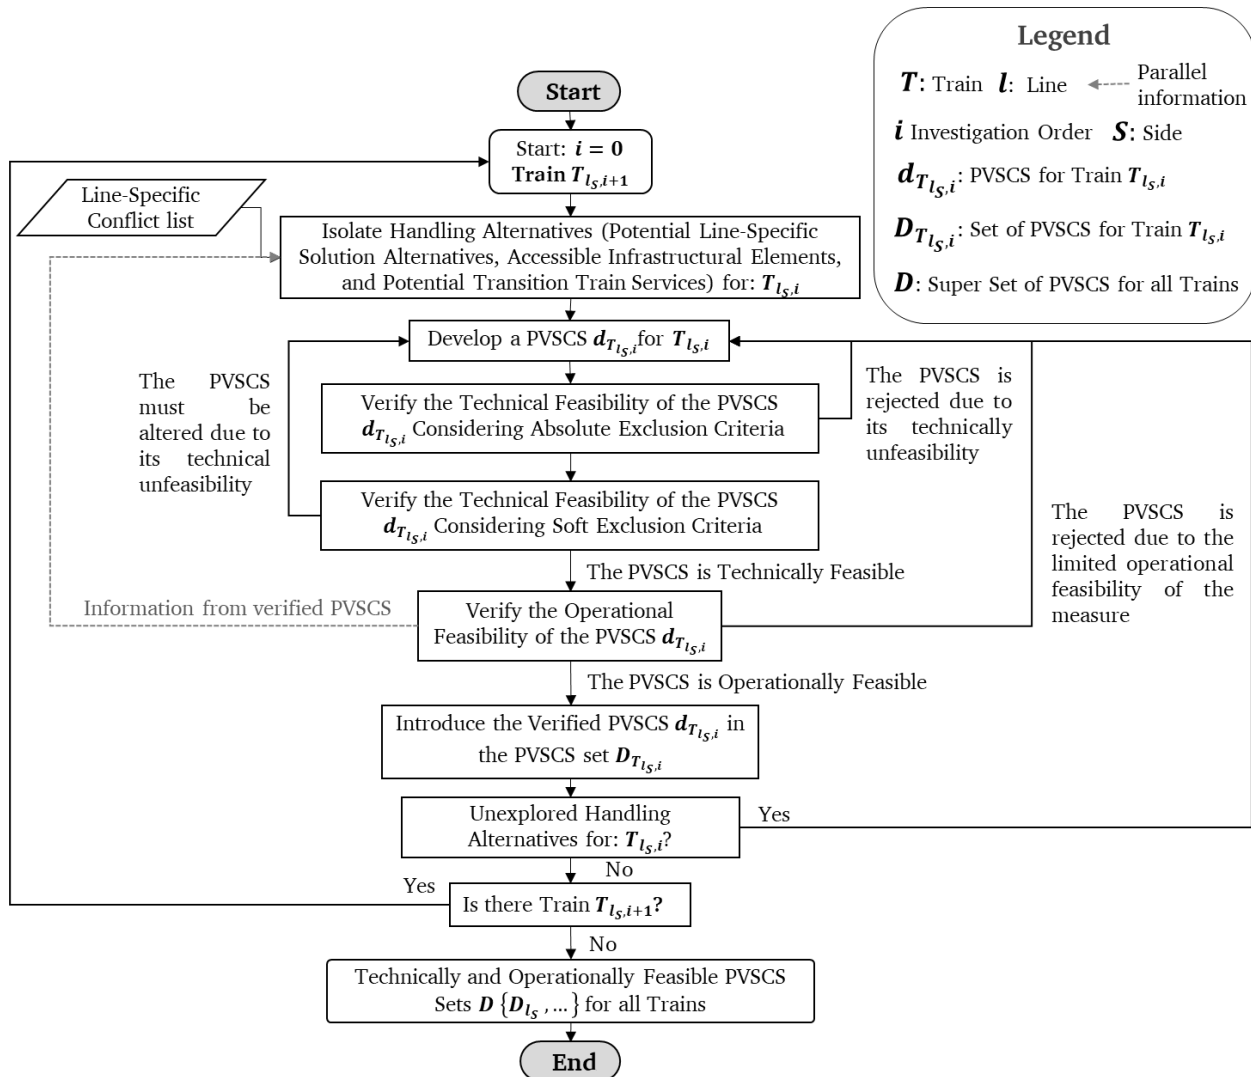 Legend
T: Train l: Line
Parallel
information
i Investigation Order S: Side
d_{T_{l_S,i}}: PVSCS for Train T_{l_S,i}
D_{T_{l_S,i}}: Set of PVSCS for Train T_{l_S,i}
D: Super Set of PVSCS for all Trains
Start
Start: i = 0
Train T_{l_S,i+1}
Line-Specific
Conflict list
Isolate Handling Alternatives (Potential Line-Specific
Solution Alternatives, Accessible Infrastructural Elements,
and Potential Transition Train Services) for: T_{l_S,i}
Develop a PVSCS d_{T_{l_S,i}} for T_{l_S,i}
The PVSCS
must be
altered due to
its technical
unfeasibility
Verify the Technical Feasibility of the PVSCS
d_{T_{l_S,i}} Considering Absolute Exclusion Criteria
The PVSCS is
rejected due to
its technically
unfeasibility
Verify the Technical Feasibility of the PVSCS
d_{T_{l_S,i}} Considering Soft Exclusion Criteria
The PVSCS is
rejected due to the
limited operational
feasibility of the
measure
The PVSCS is Technically Feasible
Information from verified PVSCS
Verify the Operational
Feasibility of the PVSCS d_{T_{l_S,i}}
The PVSCS is Operationally Feasible
Introduce the Verified PVSCS d_{T_{l_S,i}} in
the PVSCS set D_{T_{l_S,i}}
Unexplored Handling
Alternatives for: T_{l_S,i}?
Yes
No
Yes
Is there Train T_{l_S,i+1}?
No
Technically and Operationally Feasible PVSCS
Sets D {D_{l_S}, ...} for all Trains
End